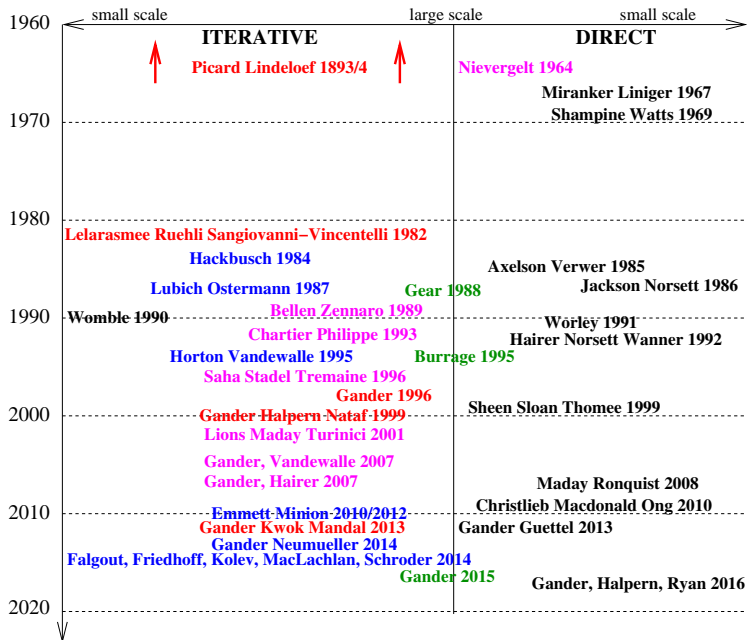 small scale large scale small scale
1960
ITERATIVE DIRECT
Picard Lindeloef 1893/4 Nievergelt 1964
Miranker Liniger 1967
Shampine Watts 1969
1970
1980
Lelarasmee Ruehli Sangiovanni−Vincentelli 1982
Hackbusch 1984
Axelson Verwer 1985
Lubich Ostermann 1987 Gear 1988 Jackson Norsett 1986
Bellen Zennaro 1989
1990 Womble 1990 Worley 1991
Chartier Philippe 1993 Hairer Norsett Wanner 1992
Horton Vandewalle 1995 Burrage 1995
Saha Stadel Tremaine 1996
Gander 1996
Sheen Sloan Thomee 1999
2000 Gander Halpern Nataf 1999
Lions Maday Turinici 2001
Gander, Vandewalle 2007
Gander, Hairer 2007 Maday Ronquist 2008
Christlieb Macdonald Ong 2010
2010 Emmett Minion 2010/2012
Gander Kwok Mandal 2013 Gander Guettel 2013
Gander Neumueller 2014
Falgout, Friedhoff, Kolev, MacLachlan, Schroder 2014
Gander 2015 Gander, Halpern, Ryan 2016
2020